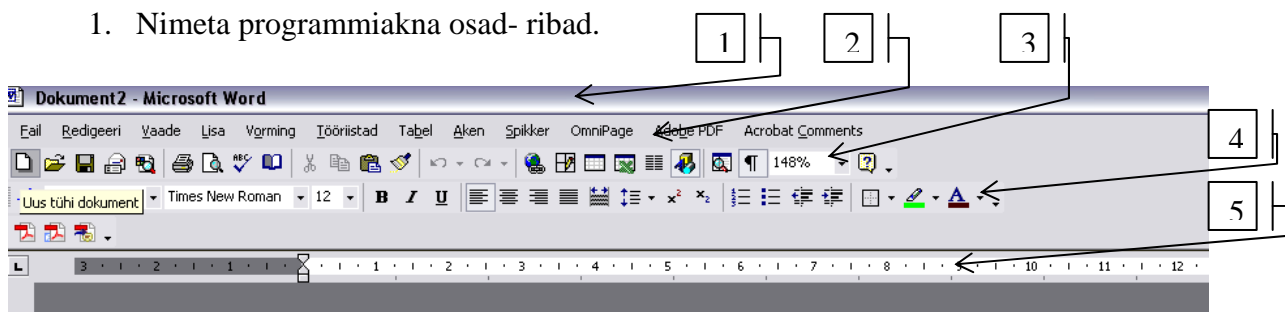 1. Nimeta programmiakna osad- ribad.
1 2 3
Dokument2 - Microsoft Word
Fail Redigeeri Vaade Lisa Vorming Tööriistad Tabel Aken Spikker OmniPage Adobe PDF Acrobat Comments
4
148%
Uus tühi dokument Times New Roman 12 B I U x² x₂ A
5
L 3 2 1 1 2 3 4 5 6 7 8 9 10 11 12